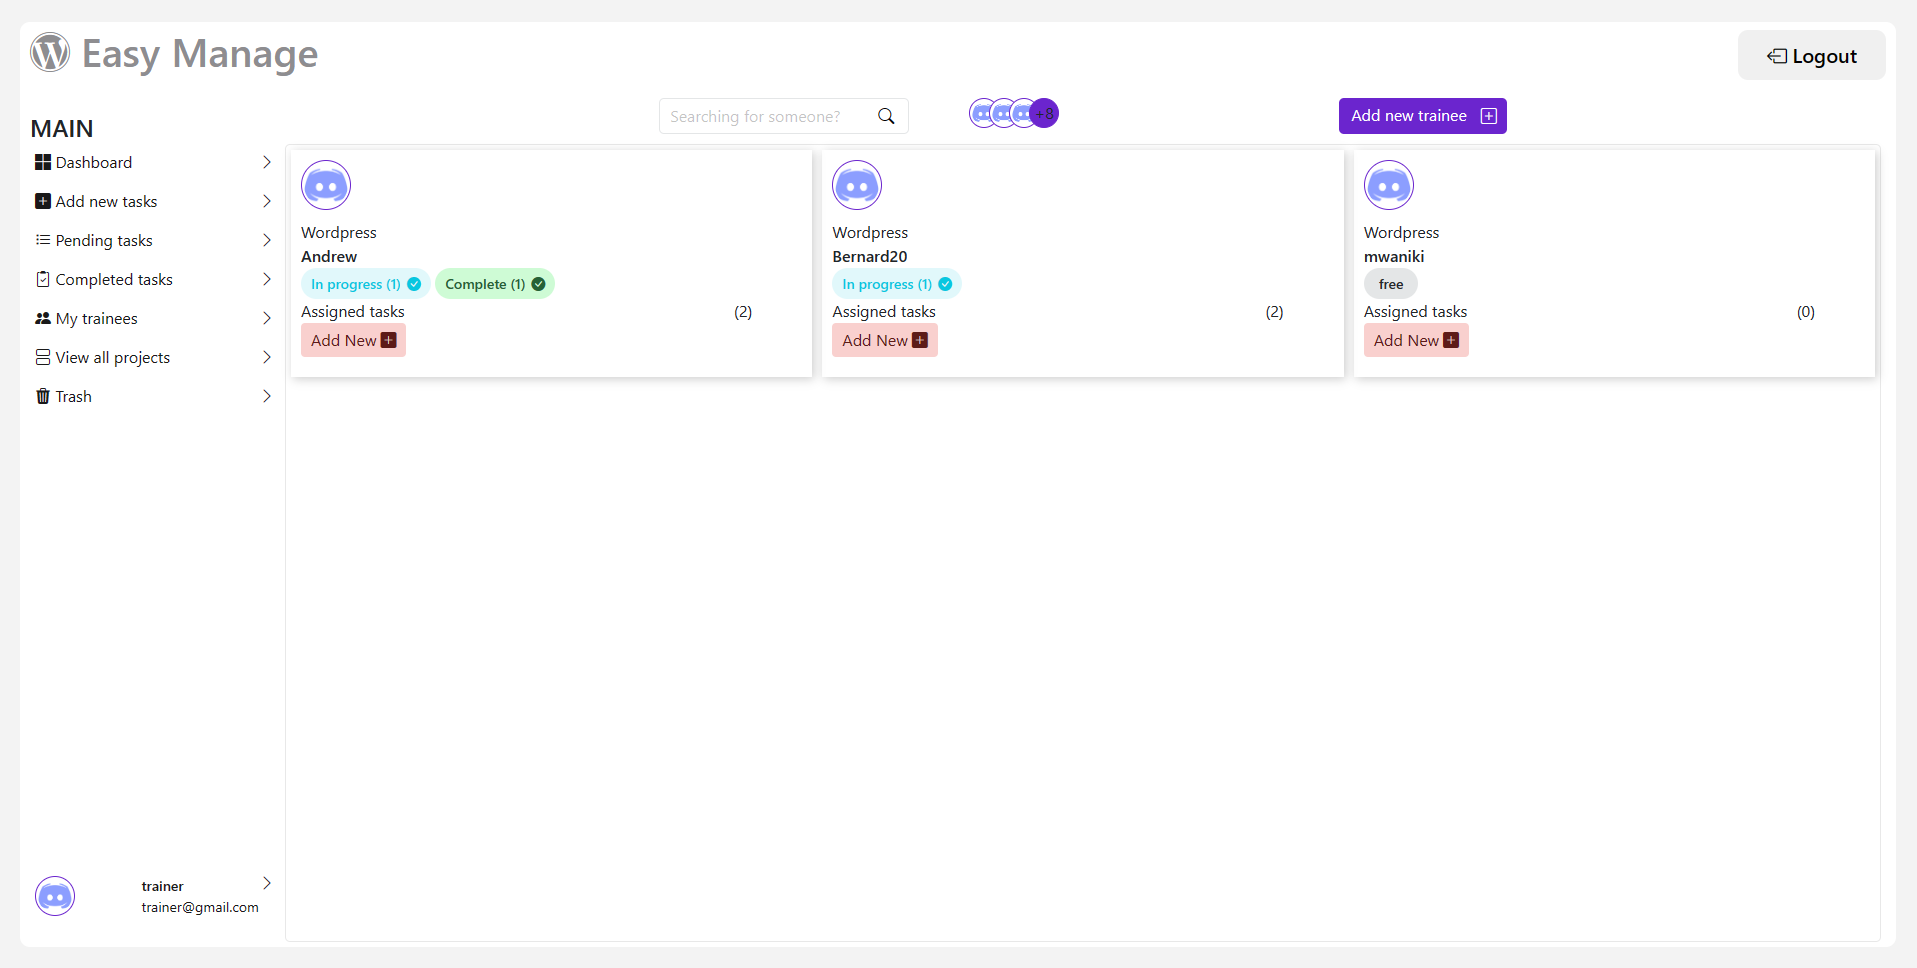 Easy Manage
Logout
Searching for someone?
+8
Add new trainee
MAIN
Dashboard
Add new tasks
Pending tasks
Completed tasks
My trainees
View all projects
Trash
Wordpress
Andrew
In progress (1) Complete (1)
Assigned tasks (2)
Add New
Wordpress
Bernard20
In progress (1)
Assigned tasks (2)
Add New
Wordpress
mwaniki
free
Assigned tasks (0)
Add New
trainer
trainer@gmail.com